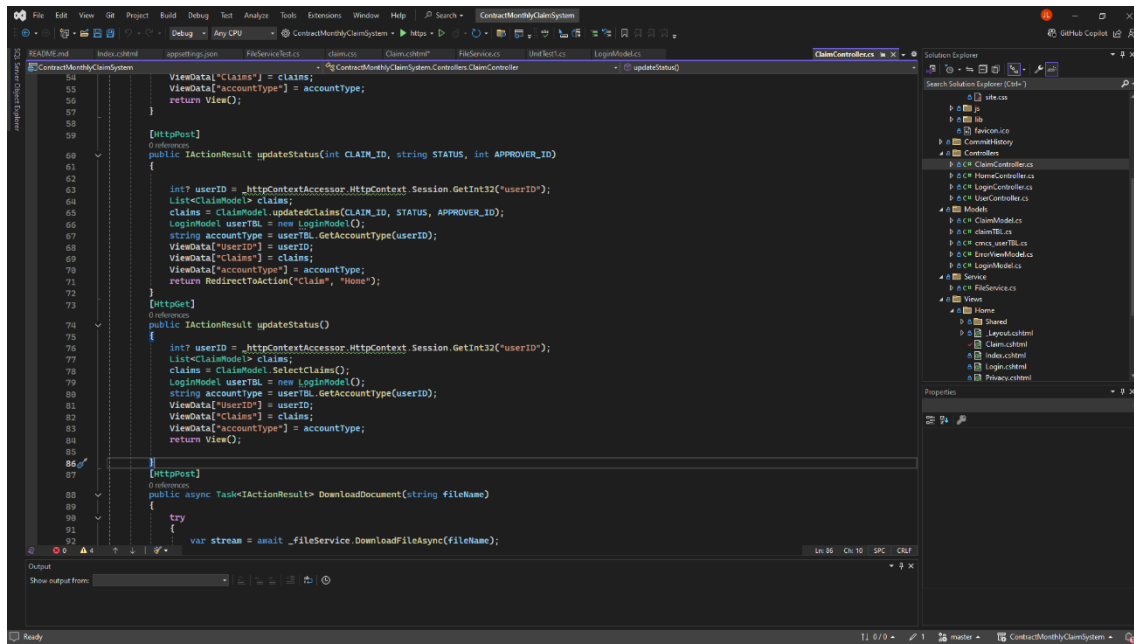 File Edit View Git Project Build Debug Test Analyze Tools Extensions Window Help Search ContractMonthlyClaimSystem
Debug Any CPU ContractMonthlyClaimSystem https GitHub Copilot
README.md Index.cshtml appsettings.json FileServiceTest.cs claim.css Claim.cshtml* FileService.cs UnitTest1.cs LoginModel.cs ClaimController.cs
ContractMonthlyClaimSystem ContractMonthlyClaimSystem.Controllers.ClaimController updateStatus()
SQL Server Object Explorer
54 ViewData["Claims"] = claims;
55 ViewData["accountType"] = accountType;
56 return View();
57 }
58
59 [HttpPost]
0 references
60 public IActionResult updateStatus(int CLAIM_ID, string STATUS, int APPROVER_ID)
61 {
62
63 int? userID = _httpContextAccessor.HttpContext.Session.GetInt32("userID");
64 List<ClaimModel> claims;
65 claims = ClaimModel.updatedClaims(CLAIM_ID, STATUS, APPROVER_ID);
66 LoginModel userTBL = new LoginModel();
67 string accountType = userTBL.GetAccountType(userID);
68 ViewData["UserID"] = userID;
69 ViewData["Claims"] = claims;
70 ViewData["accountType"] = accountType;
71 return RedirectToAction("Claim", "Home");
72 }
73 [HttpGet]
0 references
74 public IActionResult updateStatus()
75 {
76 int? userID = _httpContextAccessor.HttpContext.Session.GetInt32("userID");
77 List<ClaimModel> claims;
78 claims = ClaimModel.SelectClaims();
79 LoginModel userTBL = new LoginModel();
80 string accountType = userTBL.GetAccountType(userID);
81 ViewData["UserID"] = userID;
82 ViewData["Claims"] = claims;
83 ViewData["accountType"] = accountType;
84 return View();
85
86 }
87 [HttpPost]
0 references
88 public async Task<IActionResult> DownloadDocument(string fileName)
89 {
90 try
91 {
92 var stream = await _fileService.DownloadFileAsync(fileName);
0 4 Ln: 86 Ch: 10 SPC CRLF
Output
Show output from:
Solution Explorer
Search Solution Explorer (Ctrl+;)
site.css
js
lib
favicon.ico
CommitHistory
Controllers
C# ClaimController.cs
C# HomeController.cs
C# LoginController.cs
C# UserController.cs
Models
C# ClaimModel.cs
C# claimTBL.cs
C# cmcs_userTBL.cs
C# ErrorViewModel.cs
C# LoginModel.cs
Service
C# FileService.cs
Views
Home
Shared
_Layout.cshtml
Claim.cshtml
Index.cshtml
Login.cshtml
Privacy.cshtml
Properties
Ready 0 / 0 1 master ContractMonthlyClaimSystem